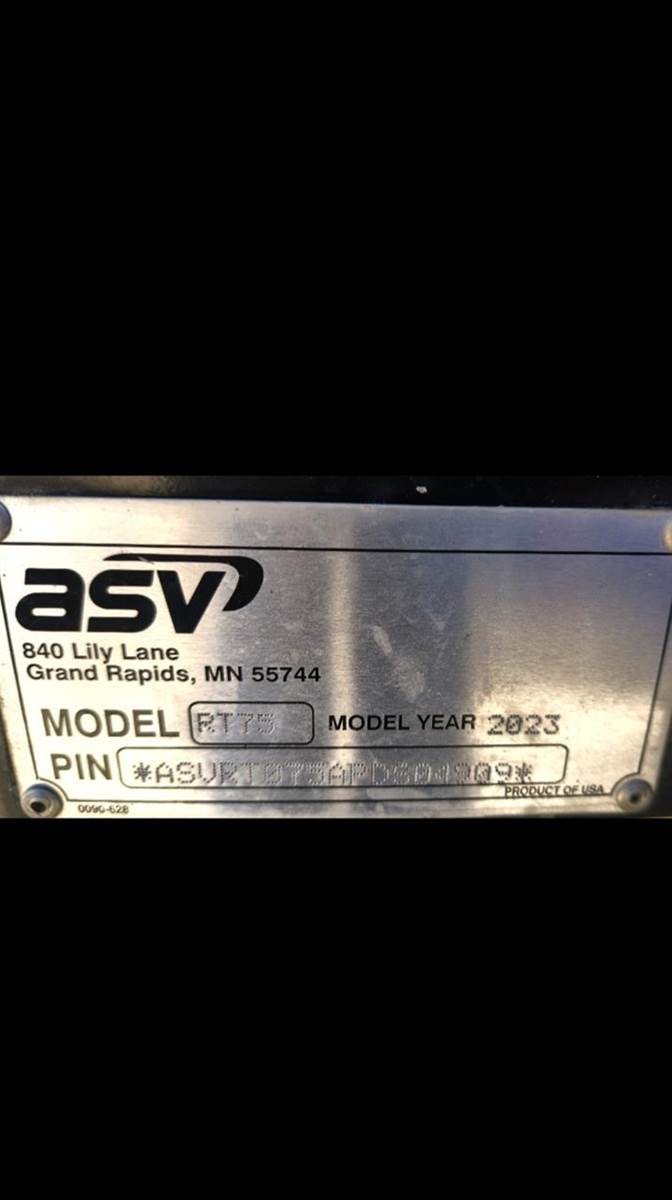 asv
840 Lily Lane
Grand Rapids, MN 55744
MODEL RT75 MODEL YEAR 2023
PIN
PRODUCT OF USA
0090-628